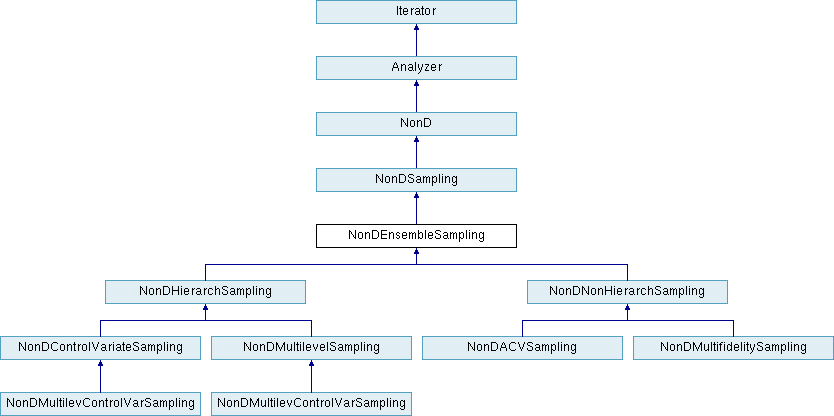 Iterator
Analyzer
NonD
NonDSampling
NonDEnsembleSampling
NonDHierarchSampling
NonDNonHierarchSampling
NonDControlVariateSampling
NonDMultilevelSampling
NonDACVSampling
NonDMultifidelitySampling
NonDMultilevControlVarSampling
NonDMultilevControlVarSampling